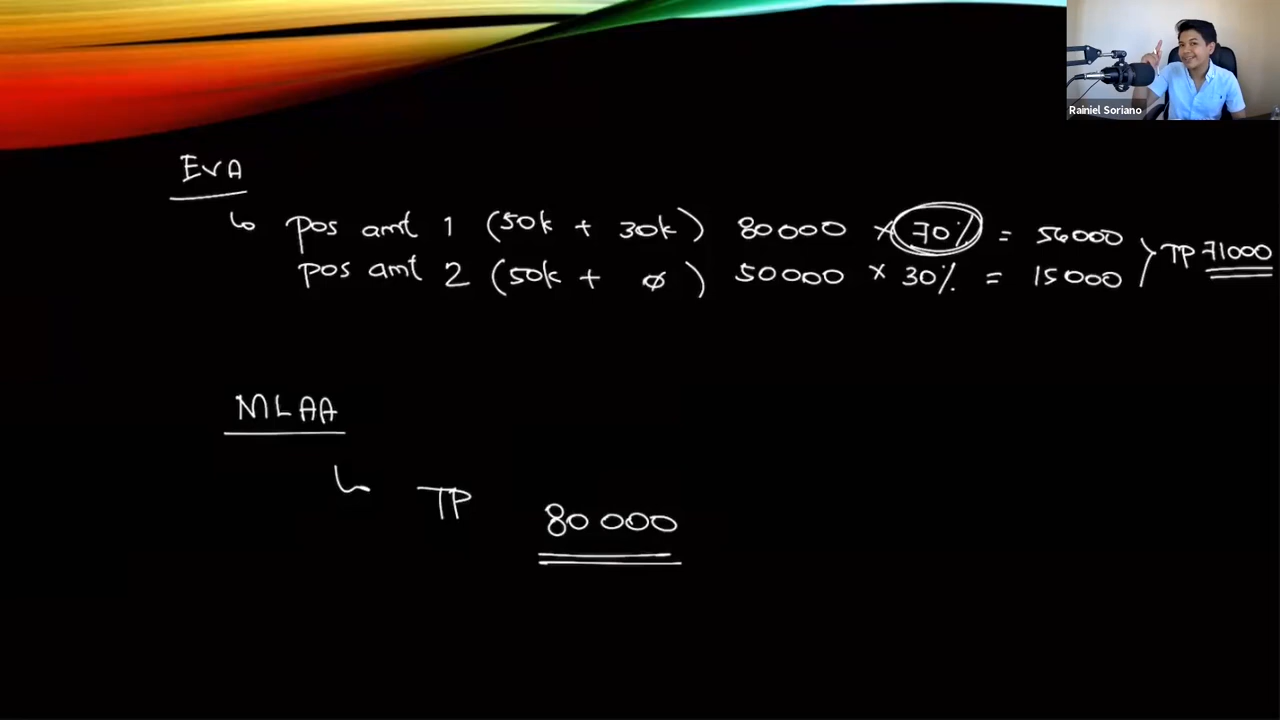 Rainiel Soriano
EVA
↳ pos amt 1 (50k + 30k) 80000 × 70% = 56000
pos amt 2 (50k + ∅) 50000 × 30% = 15000
TP 71000
MLAA
↳ TP 80000